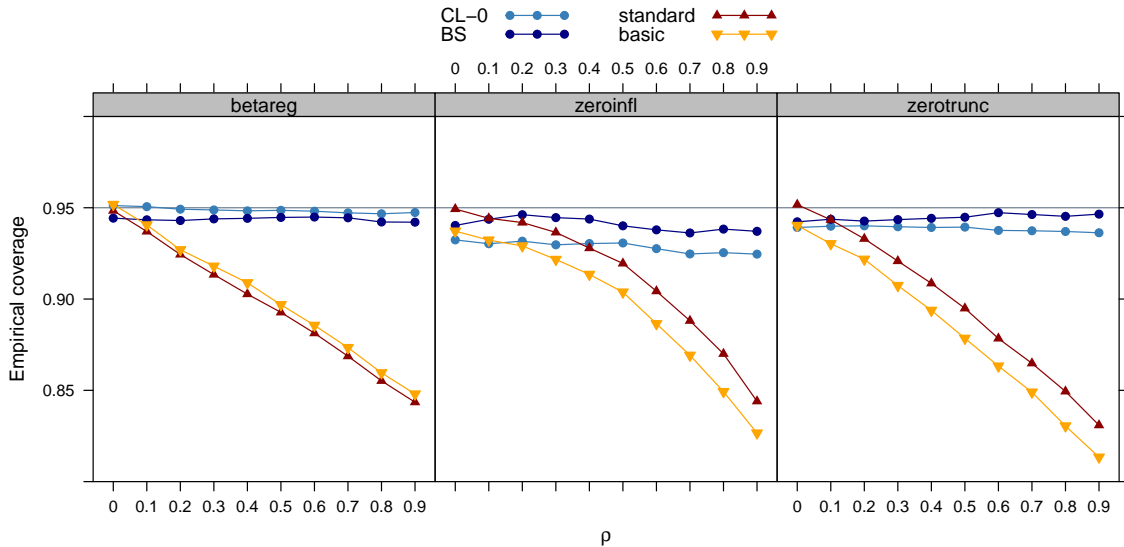 CL−0 standard
BS basic
0 0.1 0.2 0.3 0.4 0.5 0.6 0.7 0.8 0.9
betareg zeroinfl zerotrunc
0.95
0.90
0.85
Empirical coverage
0 0.1 0.2 0.3 0.4 0.5 0.6 0.7 0.8 0.9 0 0.1 0.2 0.3 0.4 0.5 0.6 0.7 0.8 0.9
ρ